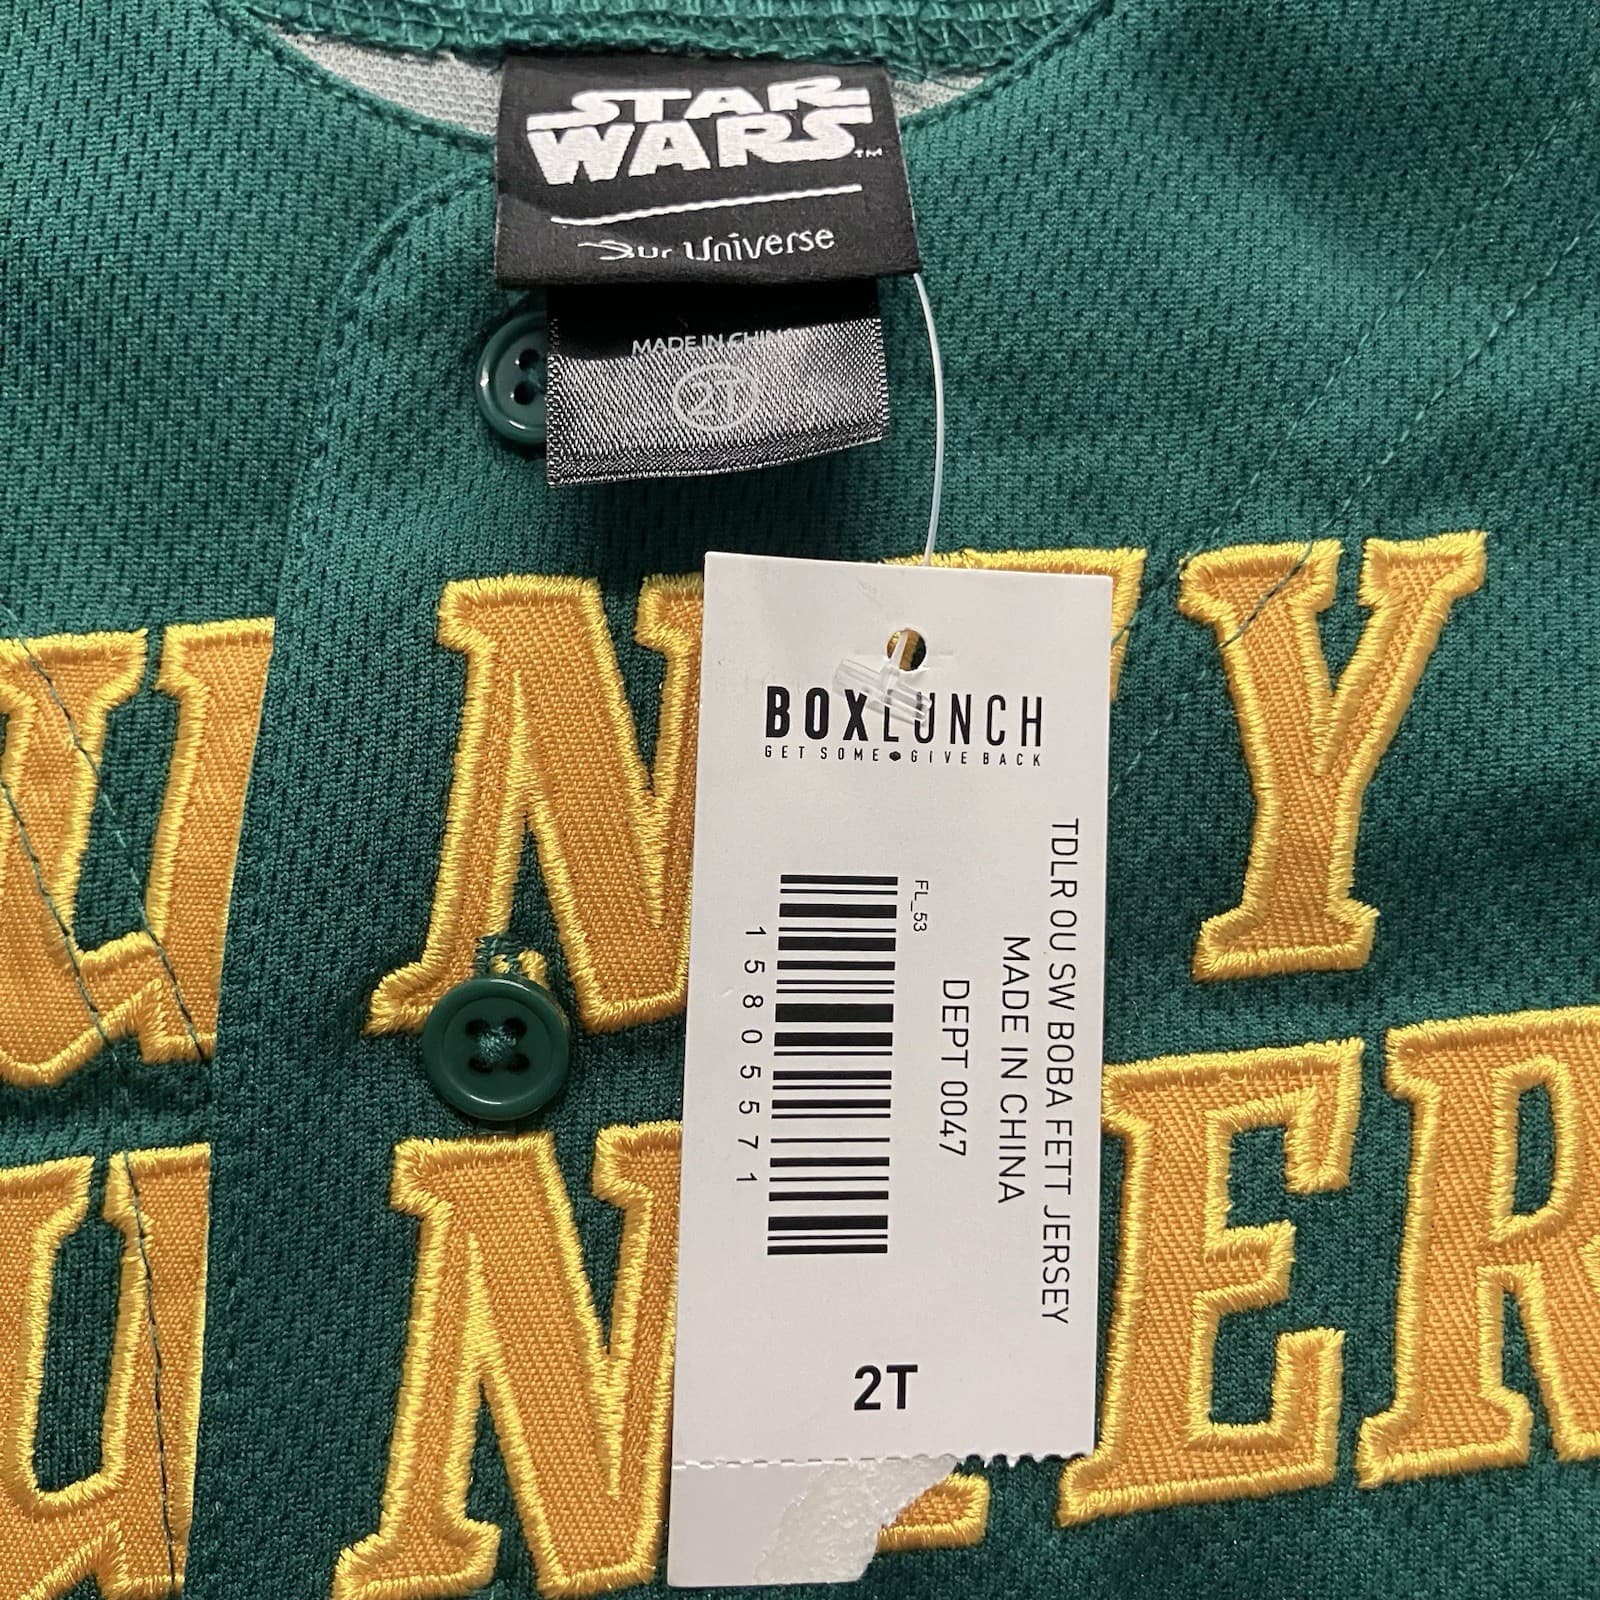 STAR
WARS™
Our Universe
MADE IN CHINA
2T
BOXLUNCH
GET SOME GIVE BACK
TDLR OU SW BOBA FETT JERSEY
MADE IN CHINA
DEPT 0047
FL_53
15805571
2T